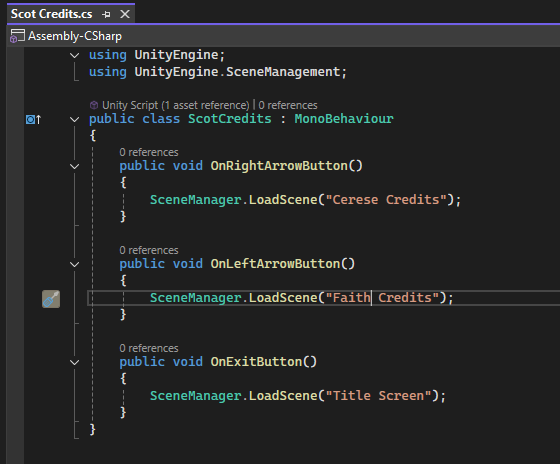 Scot Credits.cs
Assembly-CSharp
using UnityEngine;
using UnityEngine.SceneManagement;
Unity Script (1 asset reference) | 0 references
public class ScotCredits : MonoBehaviour
{
0 references
public void OnRightArrowButton()
{
SceneManager.LoadScene("Cerese Credits");
}
0 references
public void OnLeftArrowButton()
{
SceneManager.LoadScene("Faith Credits");
}
0 references
public void OnExitButton()
{
SceneManager.LoadScene("Title Screen");
}
}